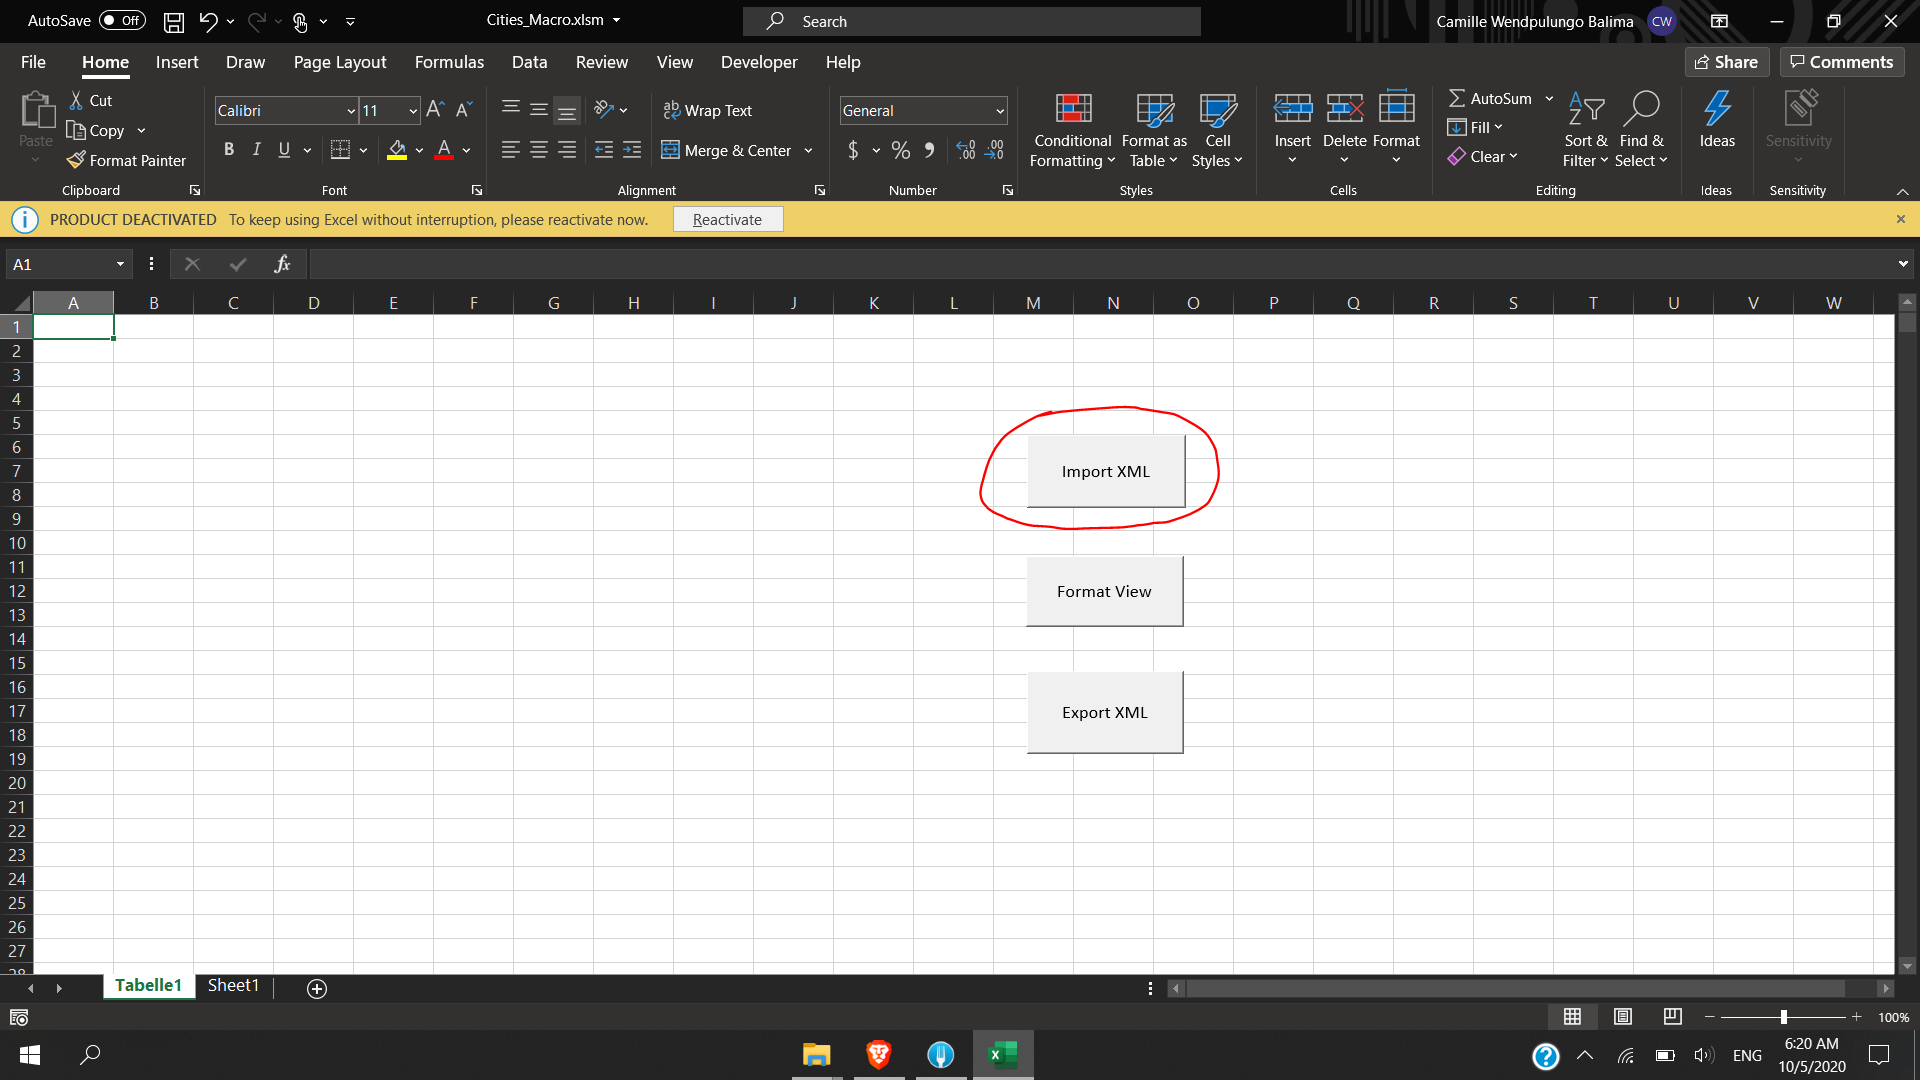 AutoSave Off Cities_Macro.xlsm Search Camille Wendpulungo Balima CW
File Home Insert Draw Page Layout Formulas Data Review View Developer Help Share Comments
Paste
Cut
Copy
Format Painter
Clipboard
Calibri 11
B I U A
Font
Wrap Text
Merge & Center
Alignment
General
$ % 9
Number
Conditional Formatting
Format as Table
Cell Styles
Styles
Insert Delete Format
Cells
AutoSum
Fill
Clear
Sort & Filter
Find & Select
Editing
Ideas
Ideas
Sensitivity
Sensitivity
PRODUCT DEACTIVATED To keep using Excel without interruption, please reactivate now. Reactivate
A1 fx
A B C D E F G H I J K L M N O P Q R S T U V W
1
2
3
4
5
6
7
8
9
10
11
12
13
14
15
16
17
18
19
20
21
22
23
24
25
26
27
28
Import XML
Format View
Export XML
Tabelle1 Sheet1
100%
ENG 6:20 AM
10/5/2020